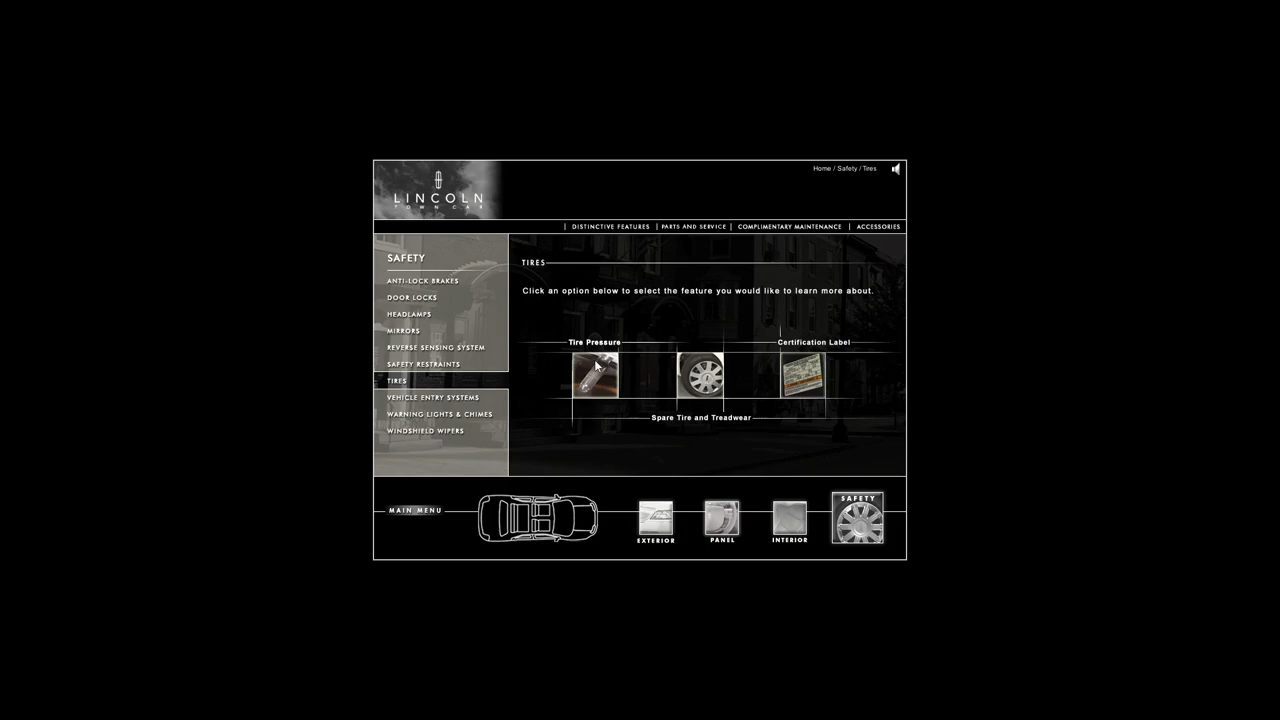 Home / Safety / Tires
LINCOLN
TOWN CAR
DISTINCTIVE FEATURES | PARTS AND SERVICE | COMPLIMENTARY MAINTENANCE | ACCESSORIES
SAFETY
ANTI-LOCK BRAKES
DOOR LOCKS
HEADLAMPS
MIRRORS
REVERSE SENSING SYSTEM
SAFETY RESTRAINTS
TIRES
VEHICLE ENTRY SYSTEMS
WARNING LIGHTS & CHIMES
WINDSHIELD WIPERS
TIRES
Click an option below to select the feature you would like to learn more about.
Tire Pressure
Certification Label
Spare Tire and Treadwear
MAIN MENU
EXTERIOR
PANEL
INTERIOR
SAFETY